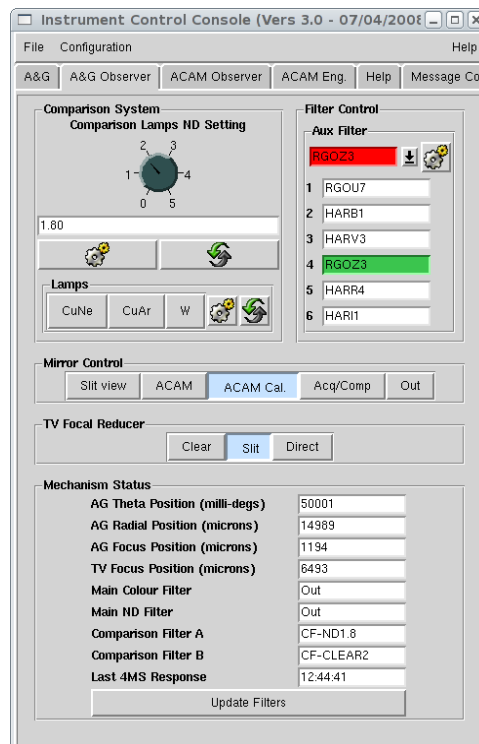 Instrument Control Console (Vers 3.0 - 07/04/2008
File Configuration Help
A&G A&G Observer ACAM Observer ACAM Eng. Help Message Co
Comparison System
Comparison Lamps ND Setting
2 3
1 4
0 5
1.80
Lamps
CuNe CuAr W
Filter Control
Aux Filter
RGOZ3
1 RGOU7
2 HARB1
3 HARV3
4 RGOZ3
5 HARR4
6 HARI1
Mirror Control
Slit view ACAM ACAM Cal. Acq/Comp Out
TV Focal Reducer
Clear Slit Direct
Mechanism Status
AG Theta Position (milli-degs) 50001
AG Radial Position (microns) 14989
AG Focus Position (microns) 1194
TV Focus Position (microns) 6493
Main Colour Filter Out
Main ND Filter Out
Comparison Filter A CF-ND1.8
Comparison Filter B CF-CLEAR2
Last 4MS Response 12:44:41
Update Filters